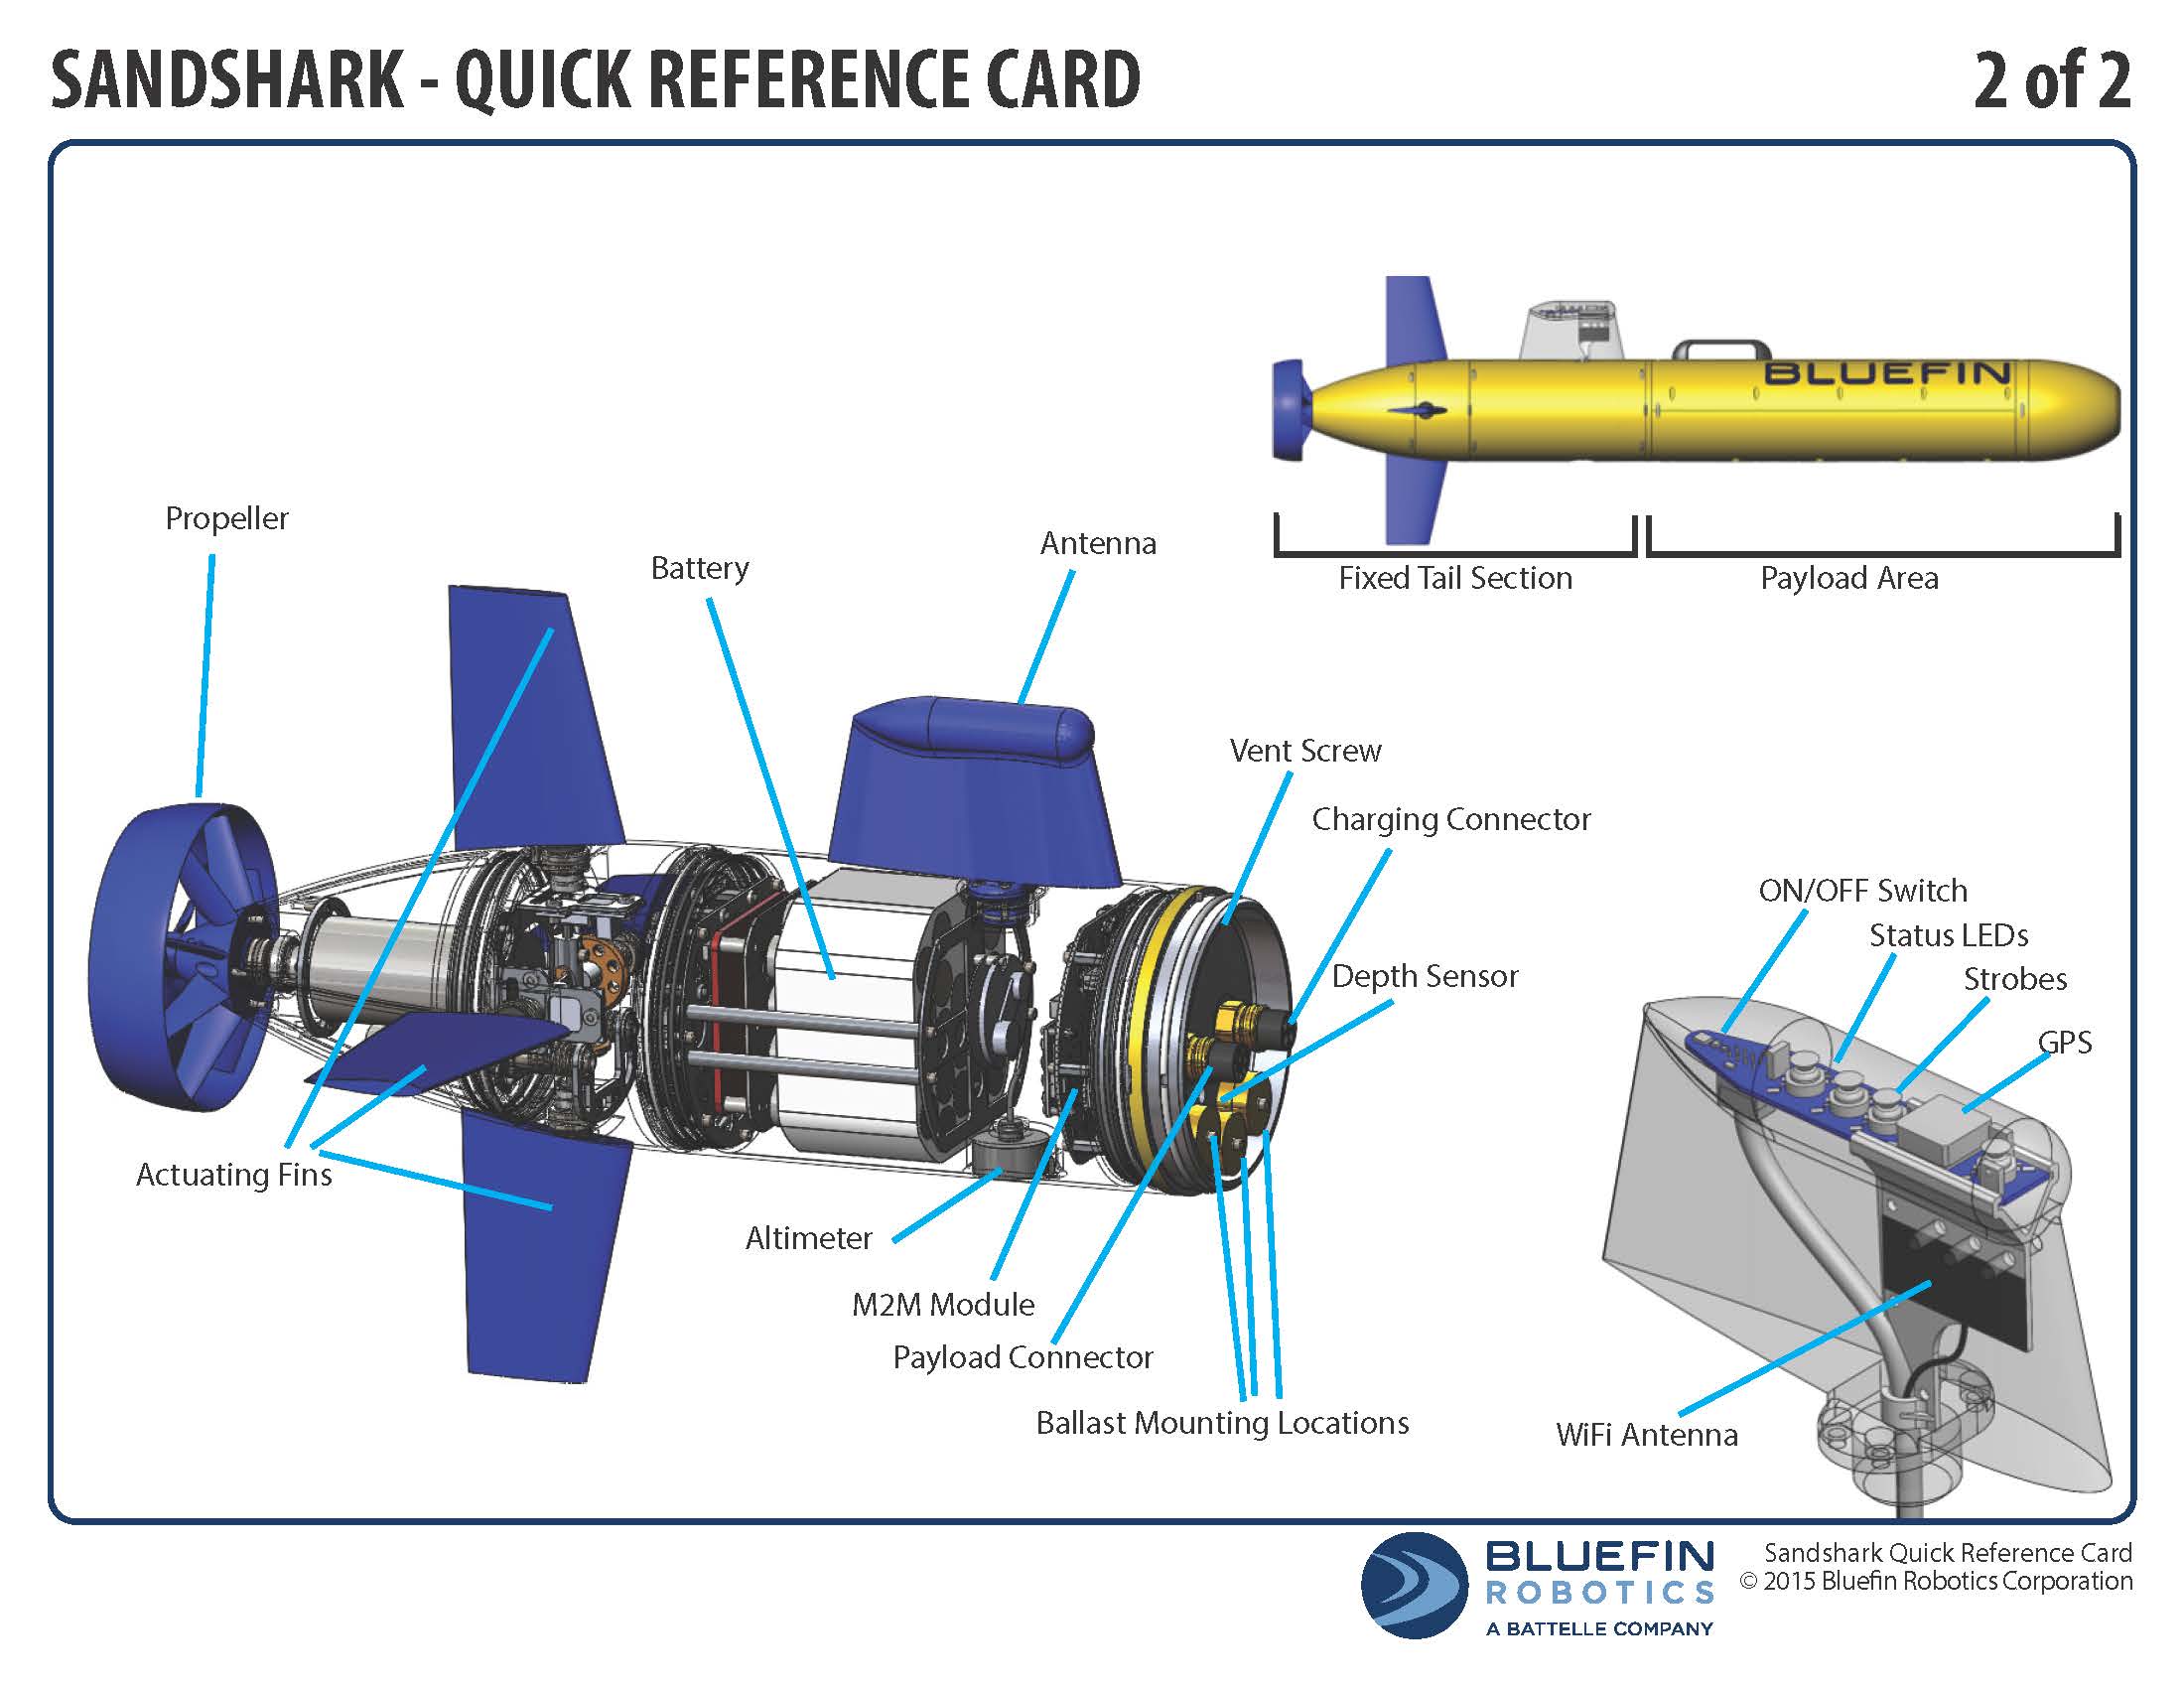 SANDSHARK - QUICK REFERENCE CARD
2 of 2
BLUEFIN
Fixed Tail Section
Payload Area
Propeller
Battery
Antenna
Vent Screw
Charging Connector
Depth Sensor
Actuating Fins
Altimeter
M2M Module
Payload Connector
Ballast Mounting Locations
ON/OFF Switch
Status LEDs
Strobes
GPS
WiFi Antenna
BLUEFIN
ROBOTICS
A BATTELLE COMPANY
Sandshark Quick Reference Card
© 2015 Bluefin Robotics Corporation